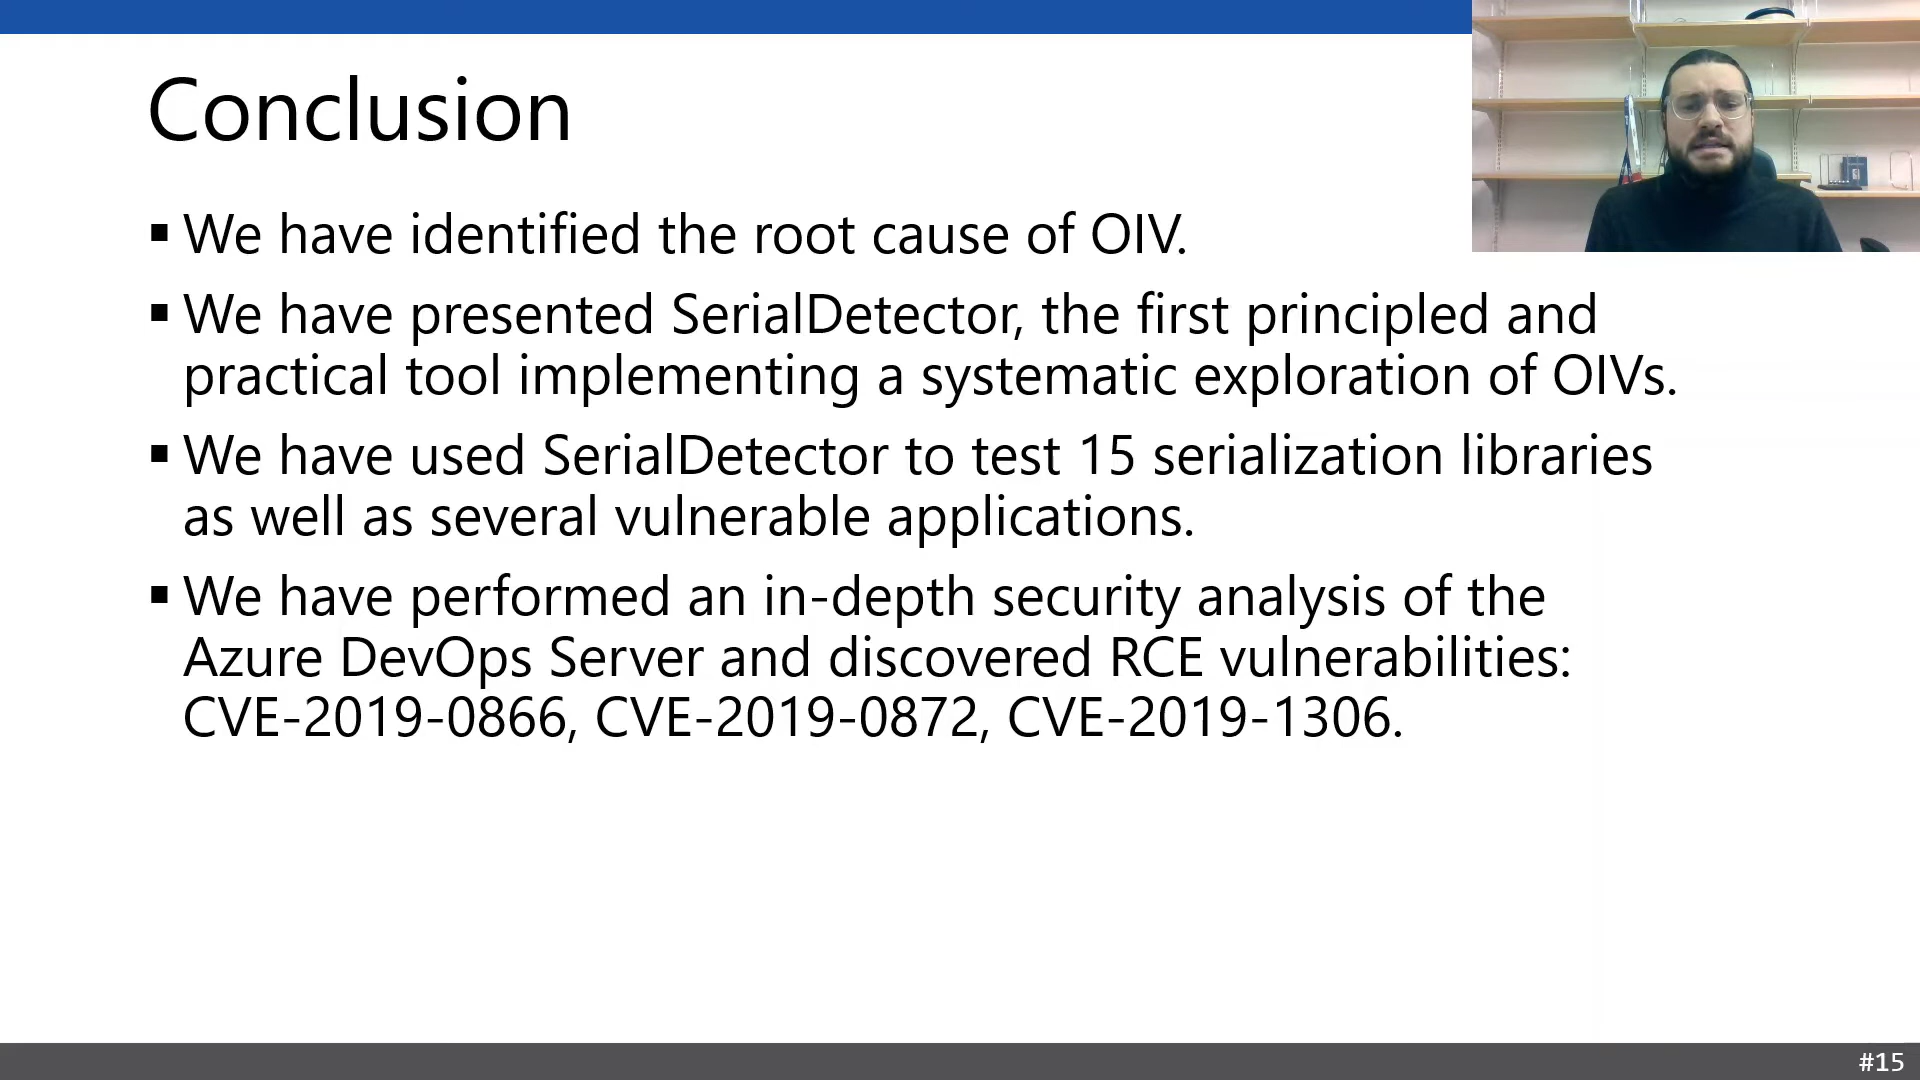 Conclusion
▪ We have identified the root cause of OIV.
▪ We have presented SerialDetector, the first principled and
practical tool implementing a systematic exploration of OIVs.
▪ We have used SerialDetector to test 15 serialization libraries
as well as several vulnerable applications.
▪ We have performed an in-depth security analysis of the
Azure DevOps Server and discovered RCE vulnerabilities:
CVE-2019-0866, CVE-2019-0872, CVE-2019-1306.
#15